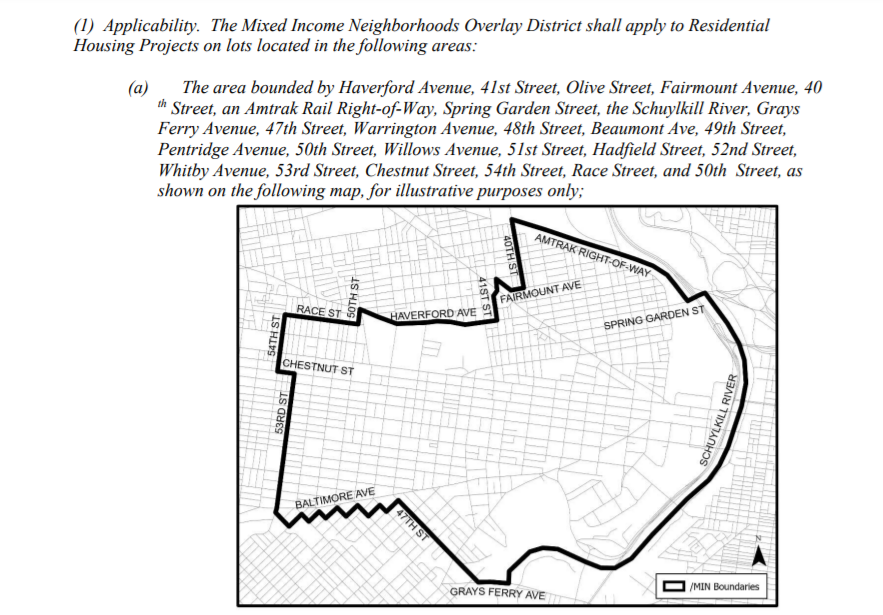 (1) Applicability. The Mixed Income Neighborhoods Overlay District shall apply to Residential
Housing Projects on lots located in the following areas:
(a) The area bounded by Haverford Avenue, 41st Street, Olive Street, Fairmount Avenue, 40
th Street, an Amtrak Rail Right-of-Way, Spring Garden Street, the Schuylkill River, Grays
Ferry Avenue, 47th Street, Warrington Avenue, 48th Street, Beaumont Ave, 49th Street,
Pentridge Avenue, 50th Street, Willows Avenue, 51st Street, Hadfield Street, 52nd Street,
Whitby Avenue, 53rd Street, Chestnut Street, 54th Street, Race Street, and 50th Street, as
shown on the following map, for illustrative purposes only;
AMTRAK RIGHT-OF-WAY
40TH ST
41ST ST
FAIRMOUNT AVE
50TH ST
RACE ST
HAVERFORD AVE
SPRING GARDEN ST
54TH ST
CHESTNUT ST
53RD ST
SCHUYLKILL RIVER
BALTIMORE AVE
47TH ST
GRAYS FERRY AVE
N
/MIN Boundaries